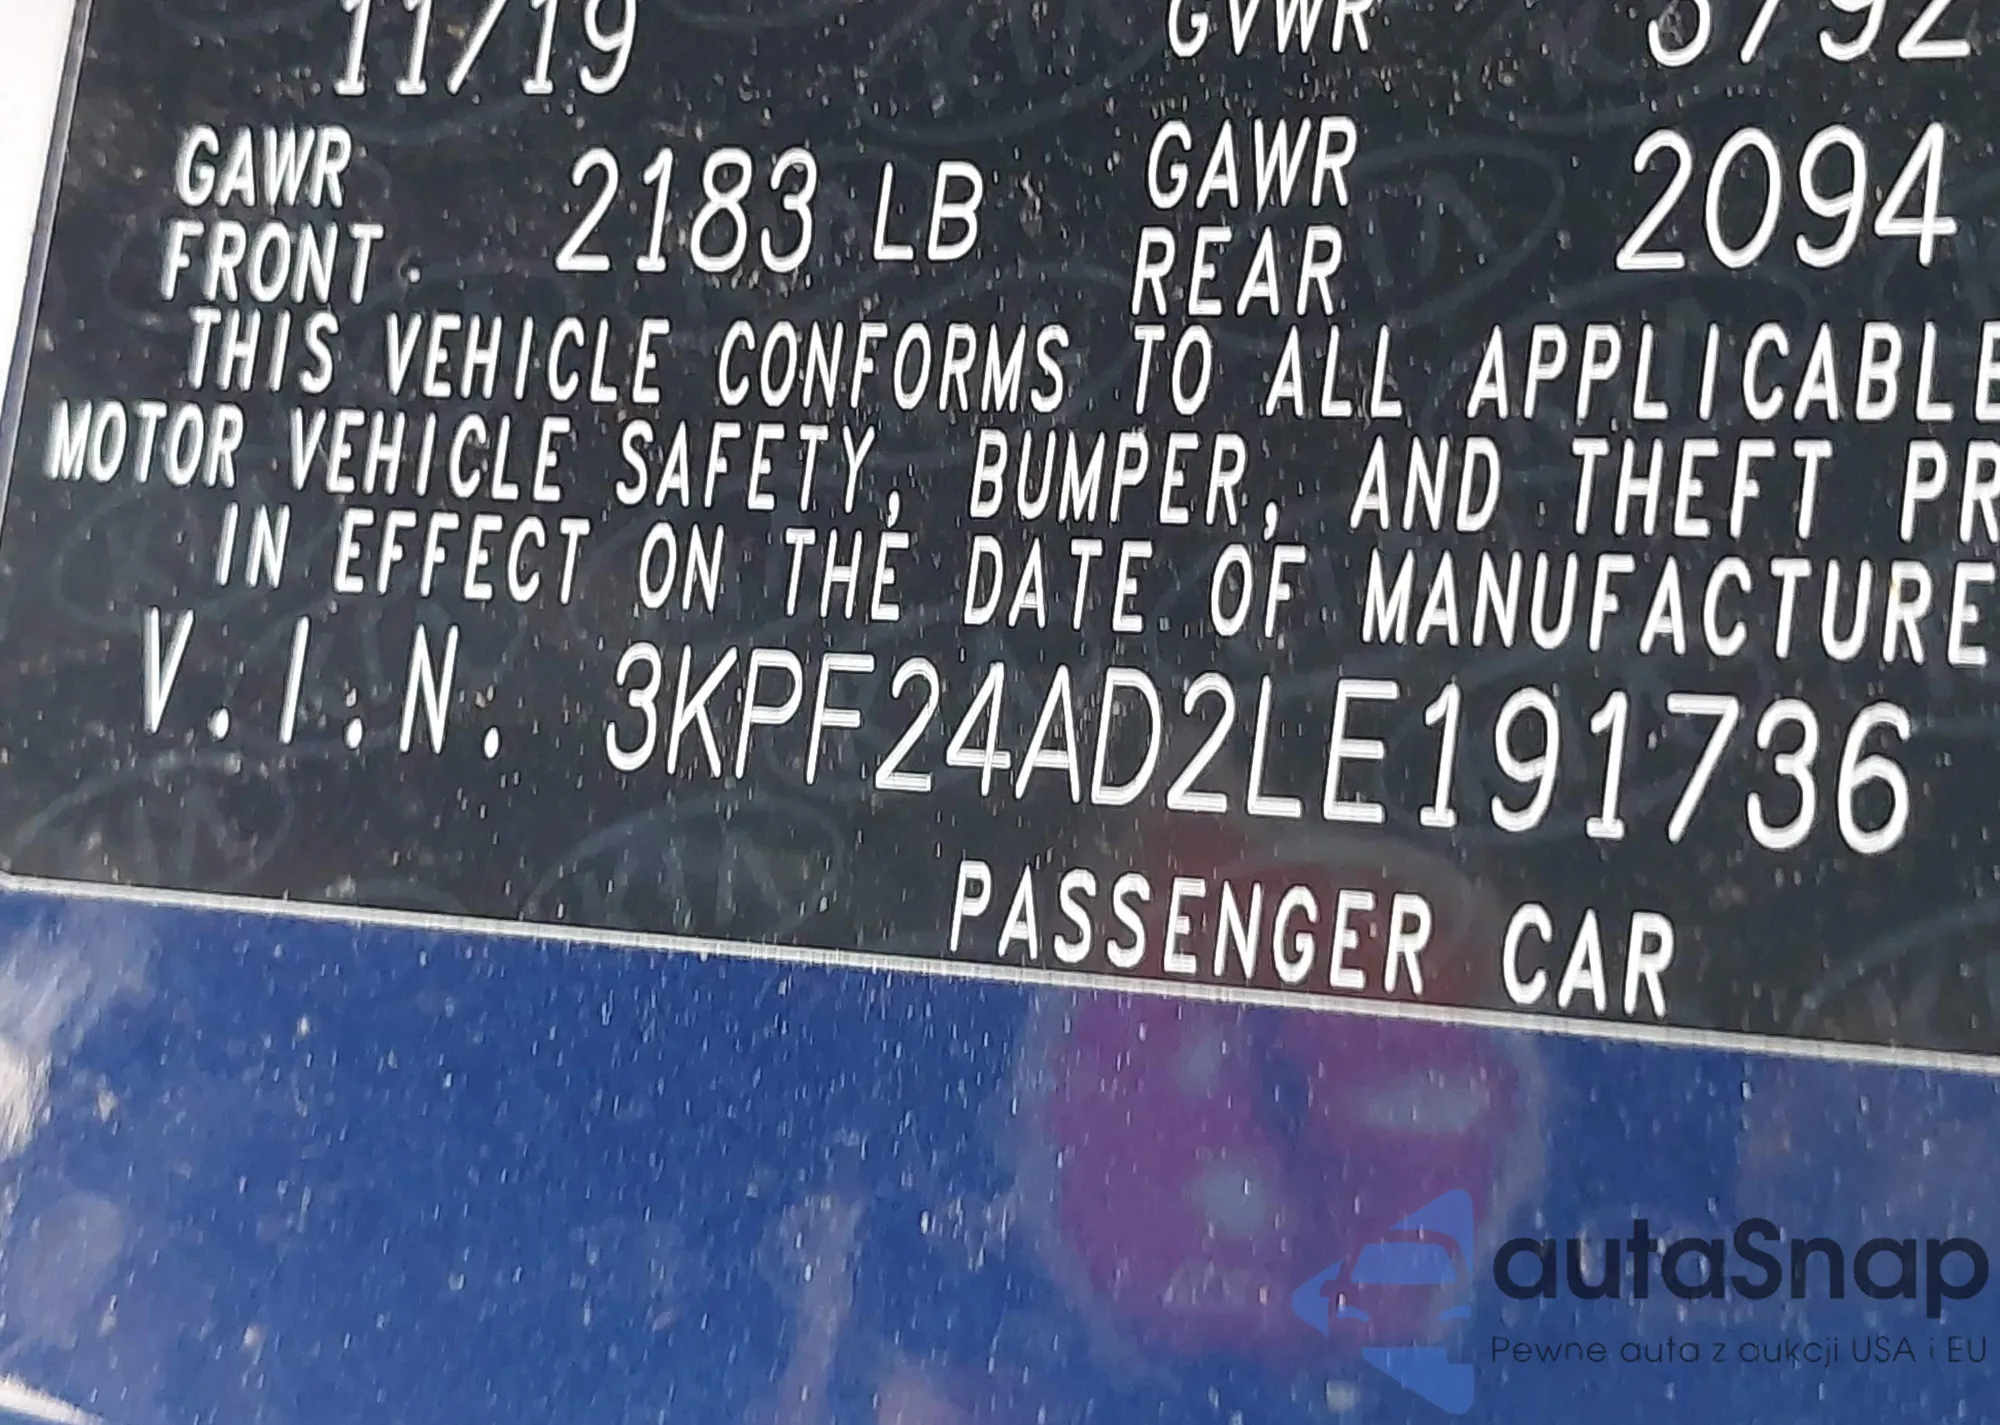 11/19 GVWR 3792
GAWR FRONT 2183 LB GAWR REAR 2094
THIS VEHICLE CONFORMS TO ALL APPLICABLE
MOTOR VEHICLE SAFETY, BUMPER, AND THEFT PR
IN EFFECT ON THE DATE OF MANUFACTURE
V.I.N. 3KPF24AD2LE191736
PASSENGER CAR
autaSnap
Pewne auta z aukcji USA i EU